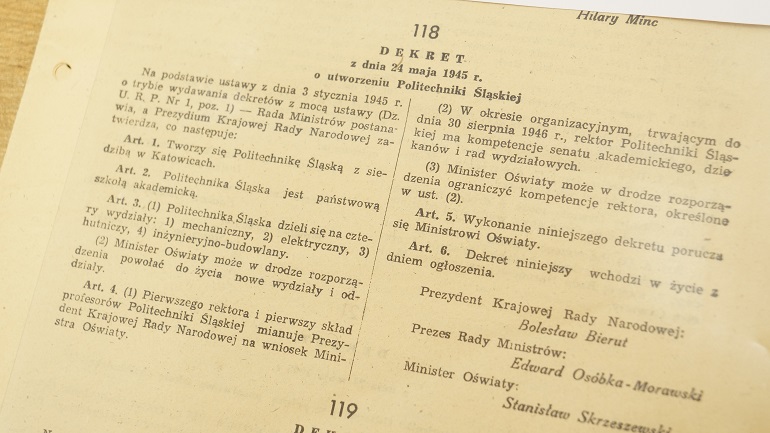 Hilary Minc
118
DEKRET
z dnia 24 maja 1945 r.
o utworzeniu Politechniki Śląskiej
Na podstawie ustawy z dnia 3 stycznia 1945 r.
o trybie wydawania dekretów z mocą ustawy (Dz.
U. R. P. Nr 1, poz. 1) — Rada Ministrów postana-
wia, a Prezydium Krajowej Rady Narodowej za-
twierdza, co następuje:
Art. 1. Tworzy się Politechnikę Śląską z sie-
dzibą w Katowicach.
Art. 2. Politechnika Śląska jest państwową
szkołą akademicką.
Art. 3. (1) Politechnika Śląska dzieli się na czte-
ry wydziały: 1) mechaniczny, 2) elektryczny, 3)
hutniczy, 4) inżynieryjno-budowlany.
(2) Minister Oświaty może w drodze rozporzą-
dzenia powołać do życia nowe wydziały i od-
działy.
Art. 4. (1) Pierwszego rektora i pierwszy skład
profesorów Politechniki Śląskiej mianuje Prezy-
dent Krajowej Rady Narodowej na wniosek Mini-
stra Oświaty.
(2) W okresie organizacyjnym, trwającym do
dnia 30 sierpnia 1946 r., rektor Politechniki Śląs-
kiej ma kompetencje senatu akademickiego, dzie
kanów i rad wydziałowych.
(3) Minister Oświaty może w drodze rozporzą-
dzenia ograniczyć kompetencje rektora, określone
w ust. (2).
Art. 5. Wykonanie niniejszego dekretu porucza
się Ministrowi Oświaty.
Art. 6. Dekret niniejszy wchodzi w życie z
dniem ogłoszenia.
Prezydent Krajowej Rady Narodowej:
Bolesław Bierut
Prezes Rady Ministrów:
Edward Osóbka-Morawski
Minister Oświaty:
Stanisław Skrzeszewski
119